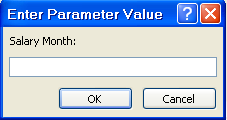 Enter Parameter Value ?
Salary Month:
OK Cancel